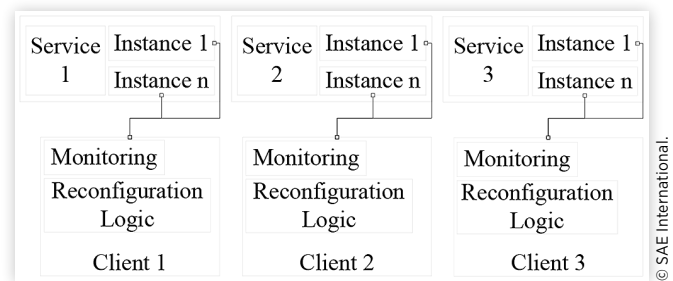 Service
1
Instance 1
Instance n
Service
2
Instance 1
Instance n
Service
3
Instance 1
Instance n
Monitoring
Reconfiguration
Logic
Client 1
Monitoring
Reconfiguration
Logic
Client 2
Monitoring
Reconfiguration
Logic
Client 3
© SAE International.